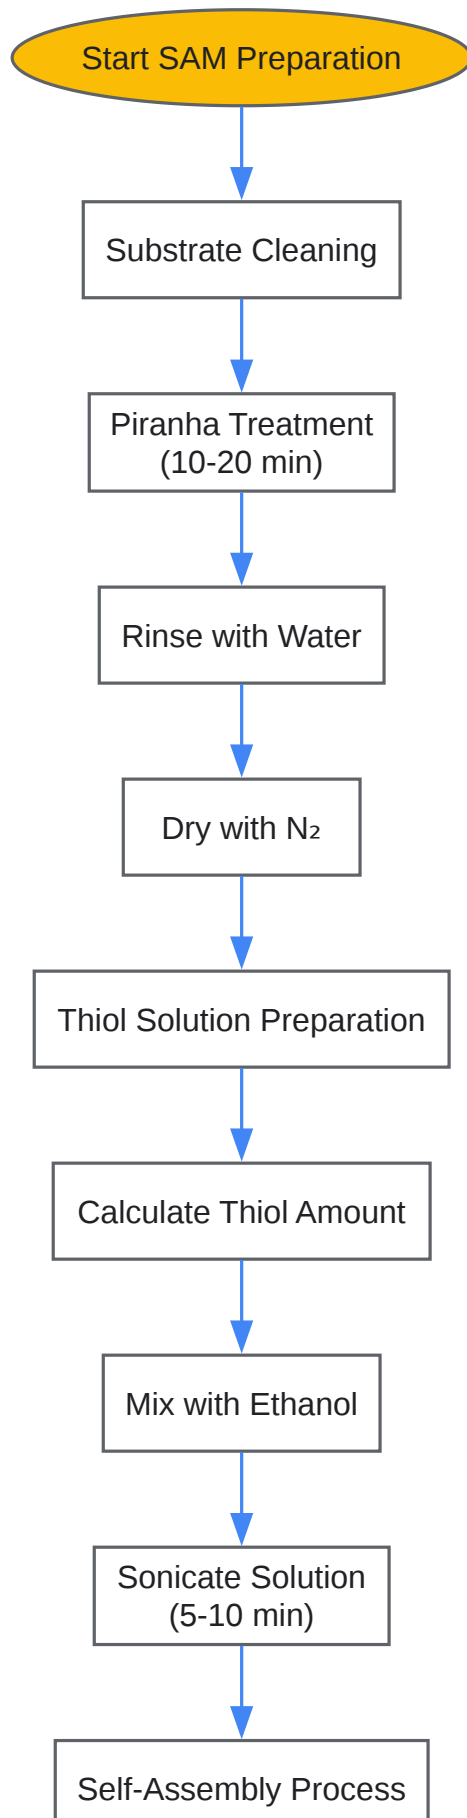 Start SAM Preparation
Substrate Cleaning
Piranha Treatment
(10-20 min)
Rinse with Water
Dry with N₂
Thiol Solution Preparation
Calculate Thiol Amount
Mix with Ethanol
Sonicate Solution
(5-10 min)
Self-Assembly Process